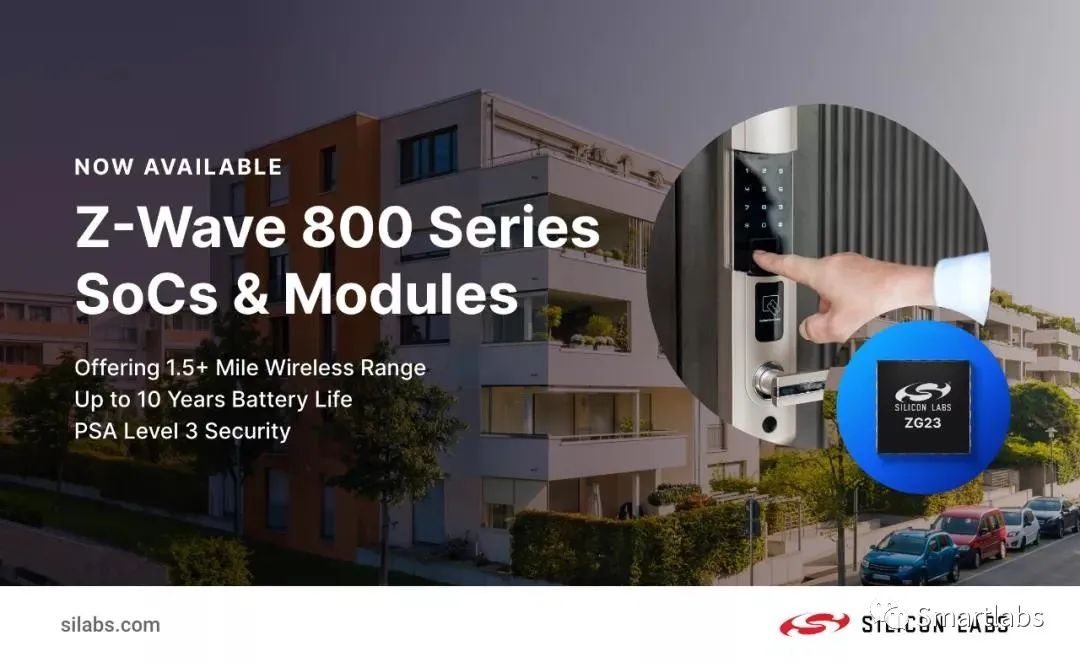 NOW AVAILABLE
Z-Wave 800 Series
SoCs & Modules
Offering 1.5+ Mile Wireless Range
Up to 10 Years Battery Life
PSA Level 3 Security
SILICON LABS
ZG23
silabs.com
SILICON LABS
Smartlabs